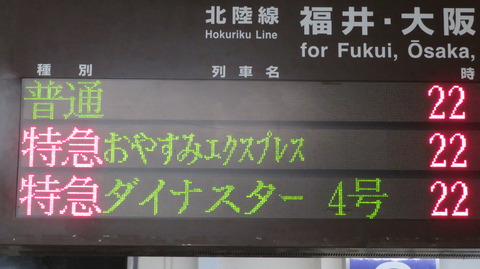 北陸線 福井・大阪
Hokuriku Line for Fukui, Ōsaka,
種別 列車名 時
普通 22
特急おやすみエクスプレス 22
特急ダイナスター 4号 22